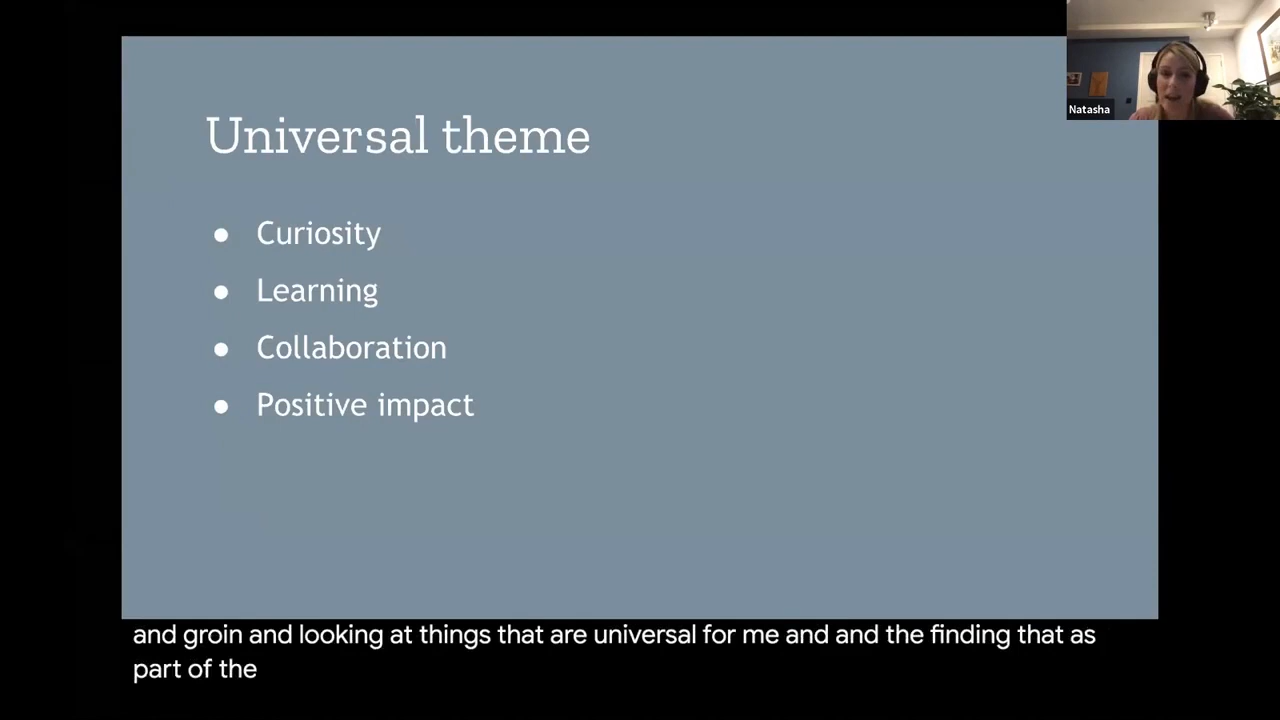 Natasha
Universal theme
● Curiosity
● Learning
● Collaboration
● Positive impact
and groin and looking at things that are universal for me and and the finding that as
part of the